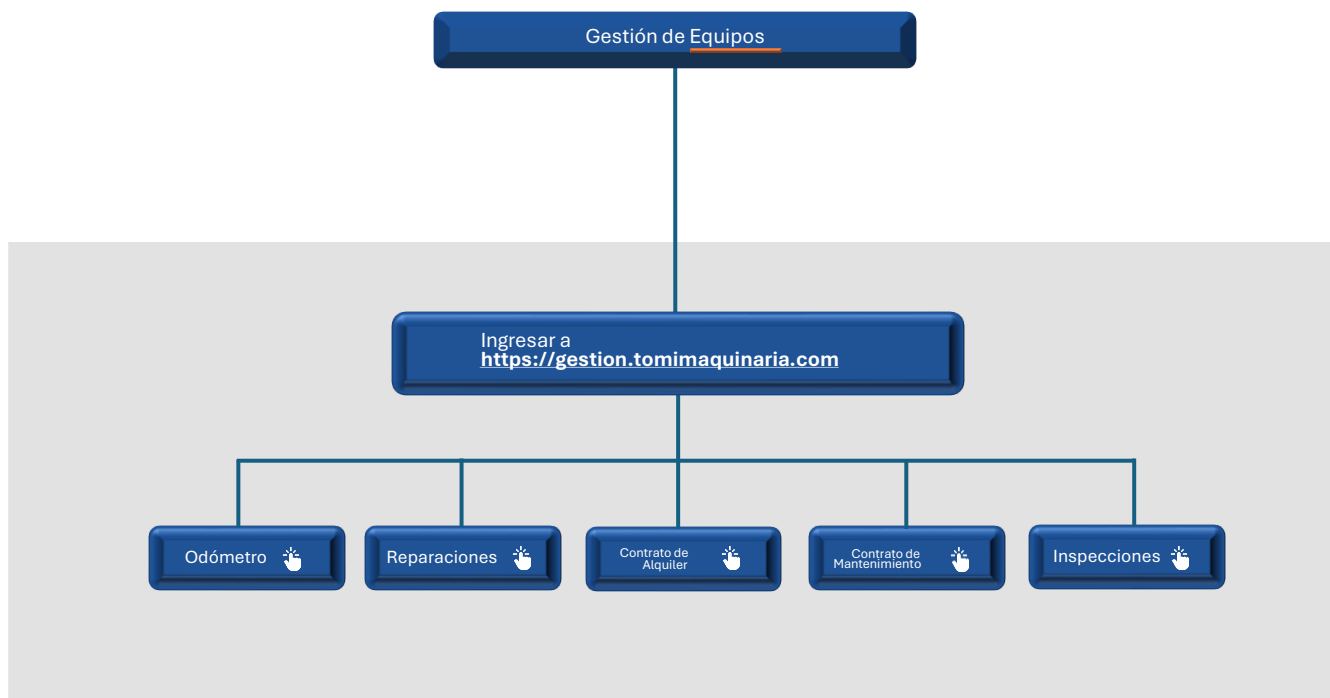 Gestión de Equipos
Ingresar a
https://gestion.tomimaquinaria.com
Odómetro
Reparaciones
Contrato de
Alquiler
Contrato de
Mantenimiento
Inspecciones